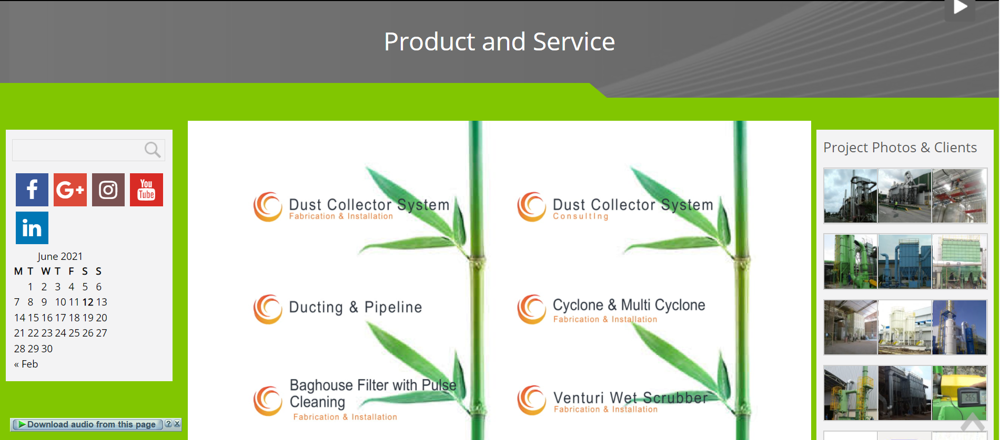 Product and Service
f
G+
You
Tube
in
June 2021
M T W T F S S
1 2 3 4 5 6
7 8 9 10 11 12 13
14 15 16 17 18 19 20
21 22 23 24 25 26 27
28 29 30
« Feb
Download audio from this page ? x
Dust Collector System
Fabrication & Installation
Dust Collector System
ConsultIng
Ducting & Pipeline
Cyclone & Multi Cyclone
Fabrication & Installation
Baghouse Filter with Pulse
Cleaning
Fabrication & Installation
Venturi Wet Scrubber
Fabrication & Installation
Project Photos & Clients